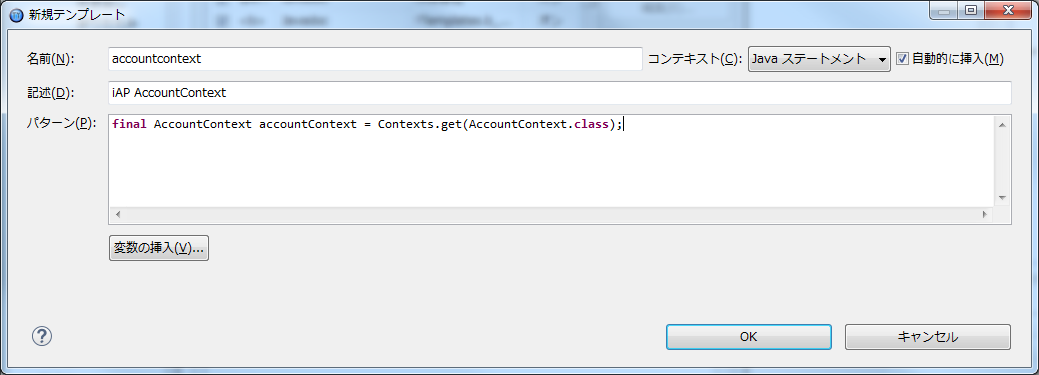 新規テンプレート
名前(N): accountcontext コンテキスト(C): Java ステートメント 自動的に挿入(M)
記述(D): iAP AccountContext
パターン(P): final AccountContext accountContext = Contexts.get(AccountContext.class);
変数の挿入(V)...
OK キャンセル